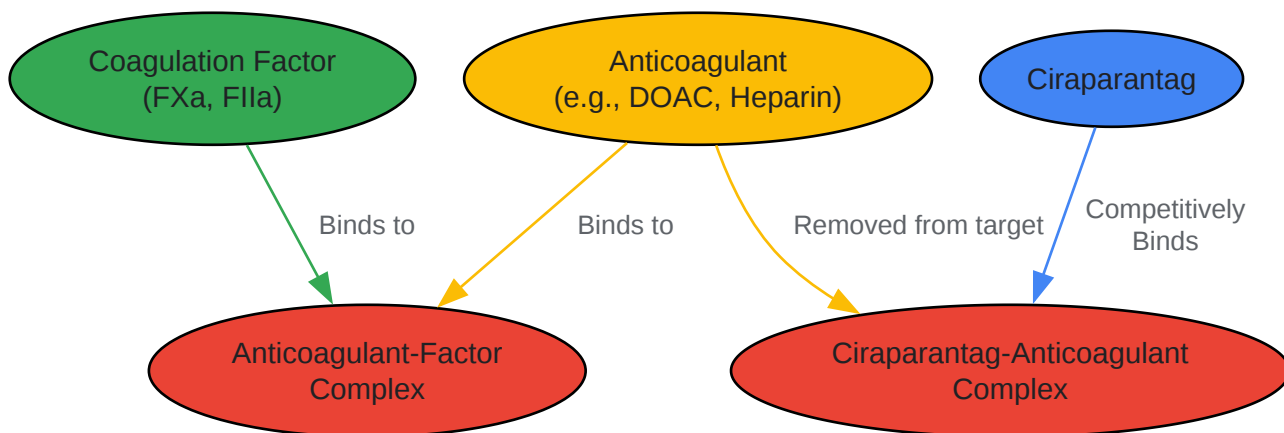 Coagulation Factor
(FXa, FIIa)
Anticoagulant
(e.g., DOAC, Heparin)
Ciraparantag
Binds to
Binds to
Removed from target
Competitively
Binds
Anticoagulant-Factor
Complex
Ciraparantag-Anticoagulant
Complex